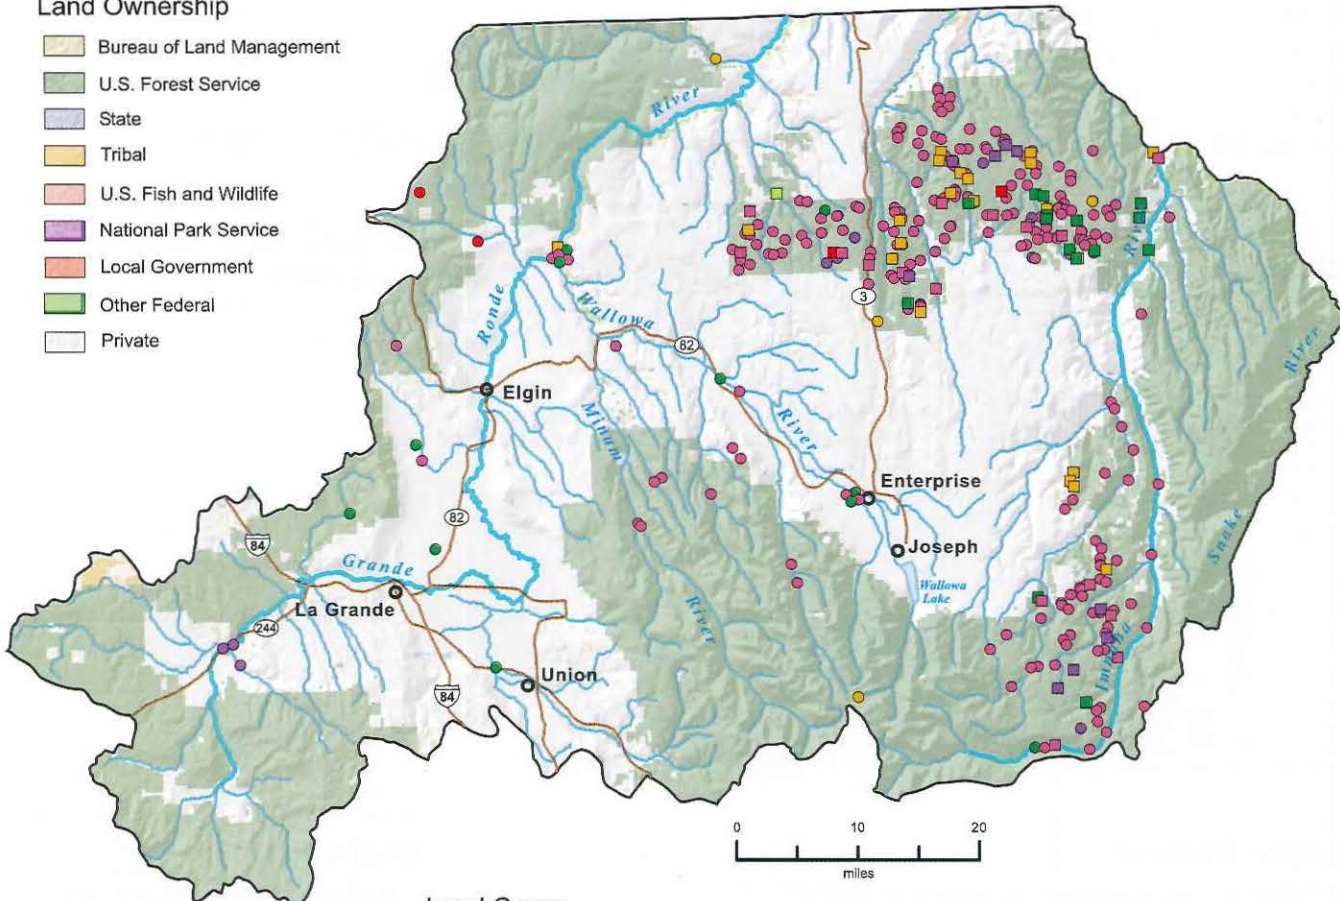 Land Ownership
Bureau of Land Management
U.S. Forest Service
State
Tribal
U.S. Fish and Wildlife
National Park Service
Local Government
Other Federal
Private
River
River
3
Ronde
Wallowa
82
River
Elgin
Minam
River
Enterprise
Joseph
Snake
82
84
Grande
Wallowa
Lake
La Grande
River
244
Imnaha
Union
84
0 10 20
miles